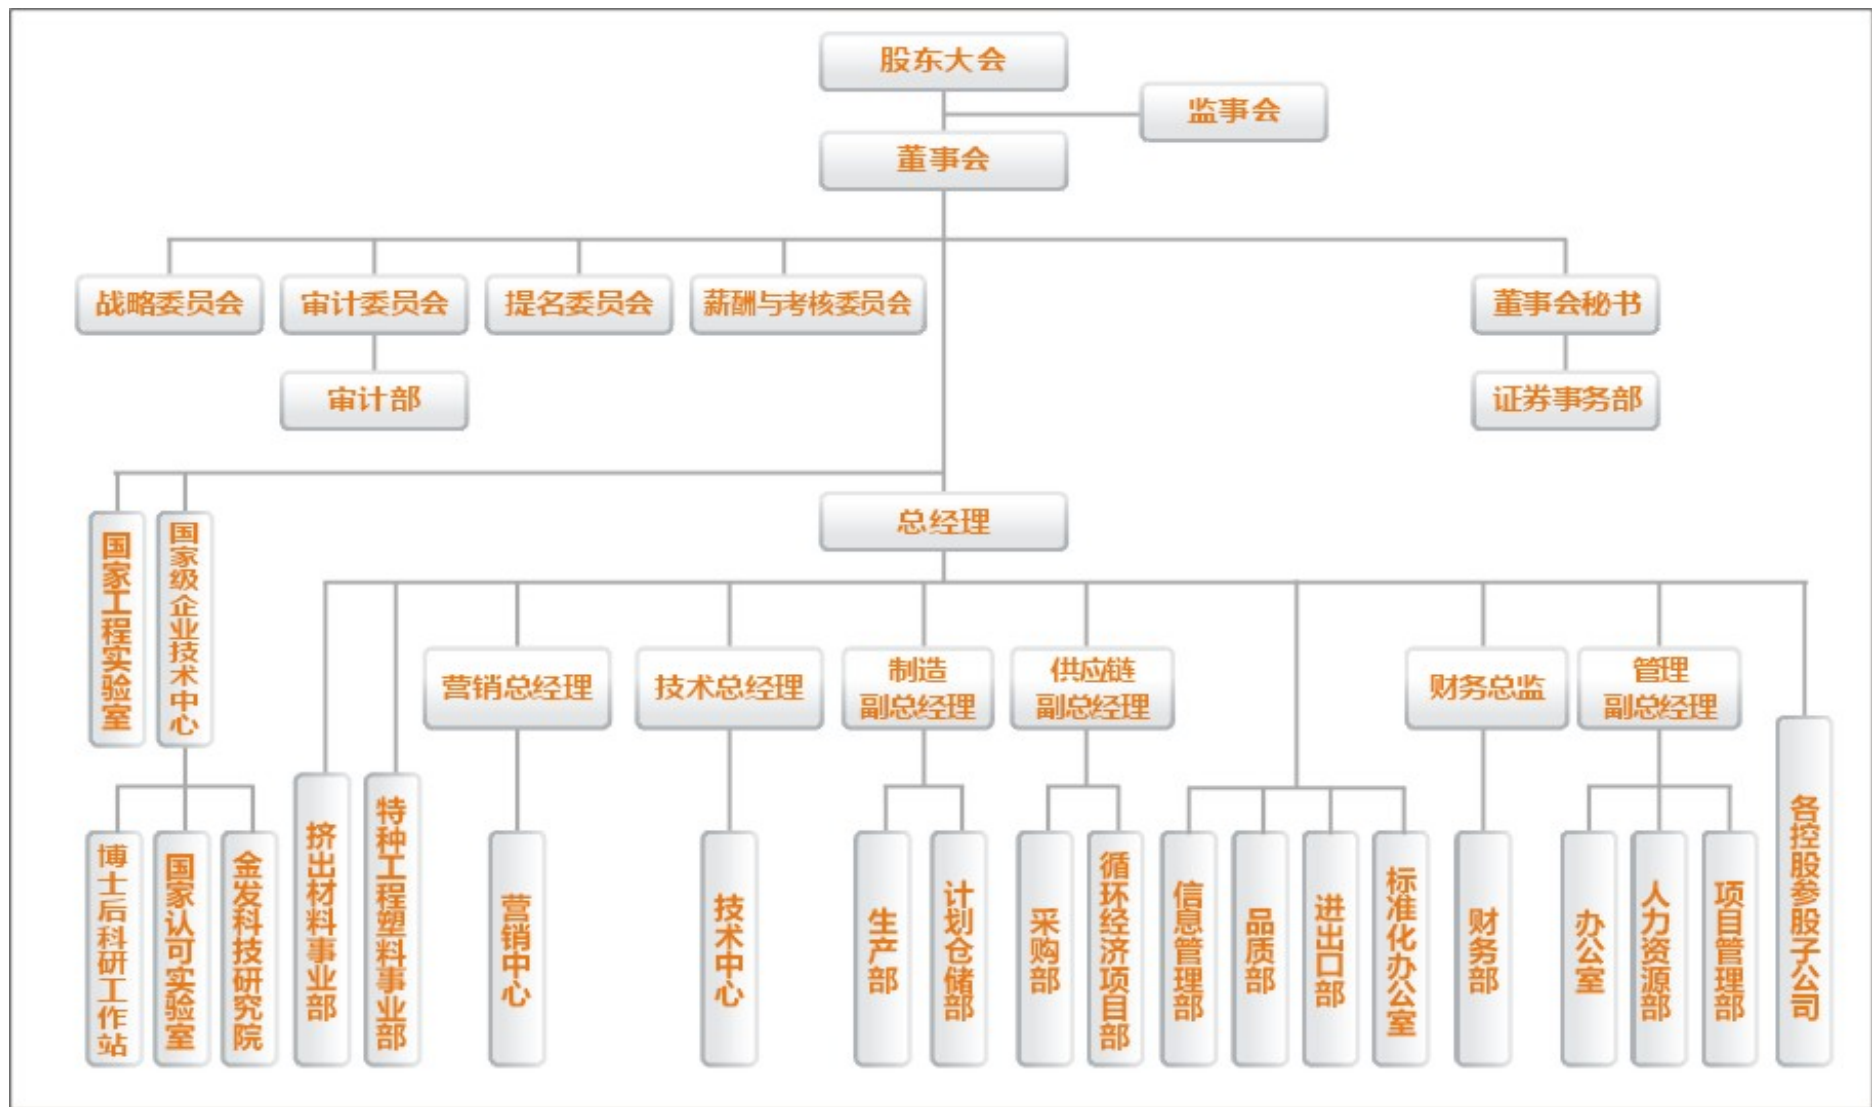 股东大会
监事会
董事会
战略委员会
审计委员会
提名委员会
薪酬与考核委员会
董事会秘书
审计部
证券事务部
国家工程实验室
国家级企业技术中心
总经理
营销总经理
技术总经理
制造
副总经理
供应链
副总经理
财务总监
管理
副总经理
博士后科研工作站
国家认可实验室
金发科技研究院
挤出材料事业部
特种工程塑料事业部
营销中心
技术中心
生产部
计划仓储部
采购部
循环经济项目部
信息管理部
品质部
进出口部
标准化办公室
财务部
办公室
人力资源部
项目管理部
各控股参股子公司